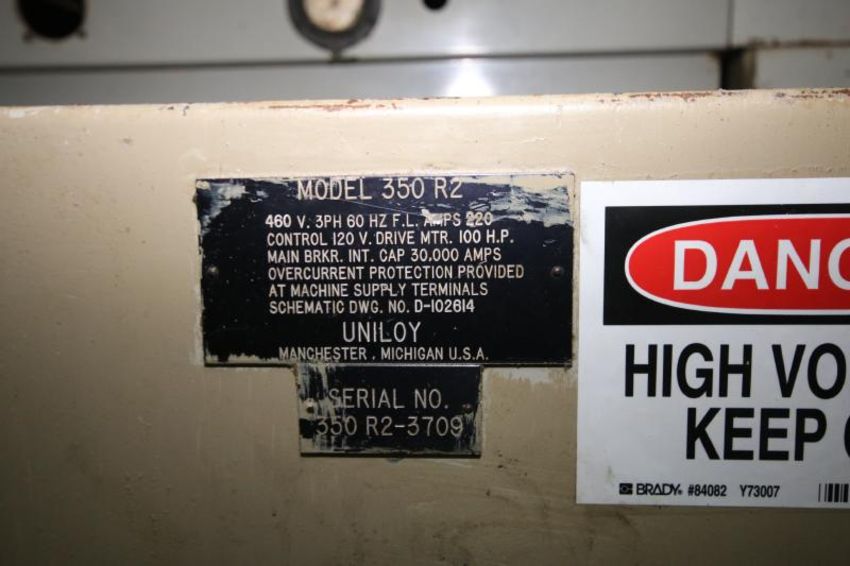 MODEL 350 R2
460 V. 3PH 60 HZ F.L. AMPS 220
CONTROL 120 V. DRIVE MTR. 100 H.P.
MAIN BRKR. INT. CAP 30.000 AMPS
OVERCURRENT PROTECTION PROVIDED
AT MACHINE SUPPLY TERMINALS
SCHEMATIC DWG. NO. D-102614
UNILOY
MANCHESTER, MICHIGAN U.S.A.
SERIAL NO.
350 R2-3709
DANG
HIGH VO
KEEP
BRADY. #84082 Y73007